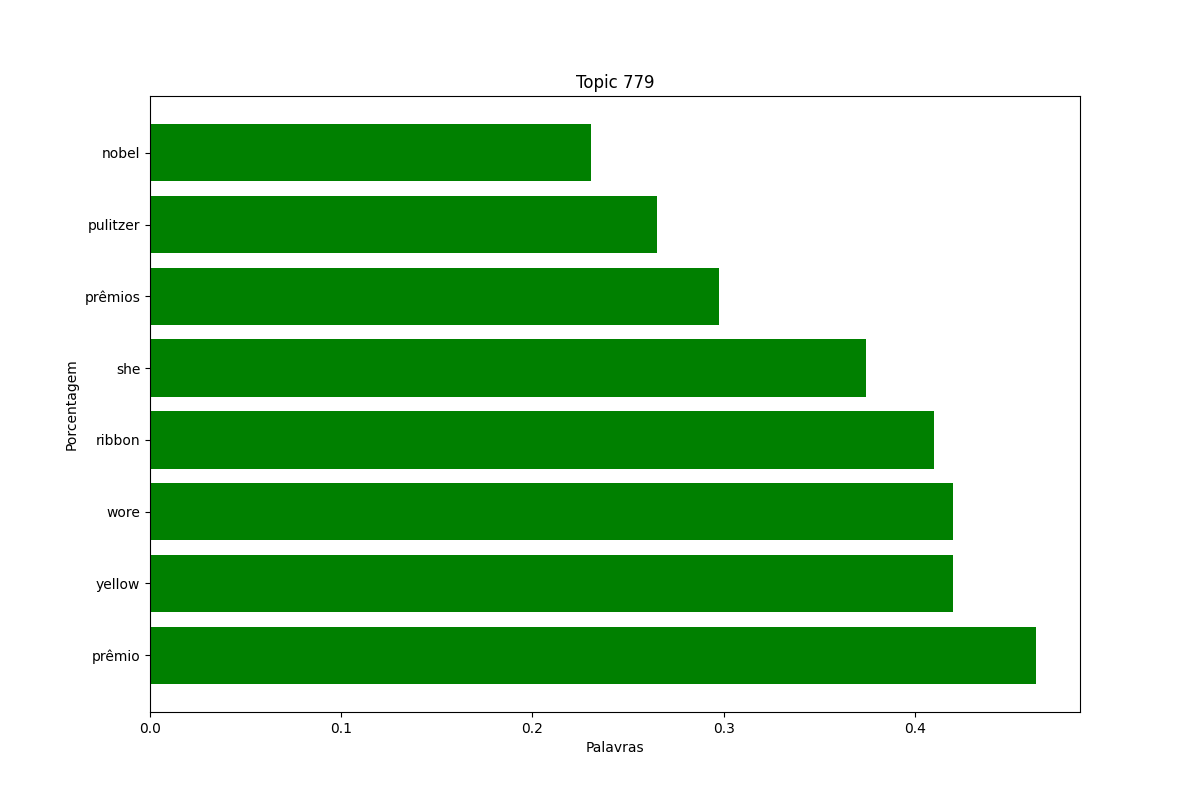 Topic 779
nobel
pulitzer
prêmios
she
ribbon
wore
yellow
prêmio
Porcentagem
0.0 0.1 0.2 0.3 0.4
Palavras